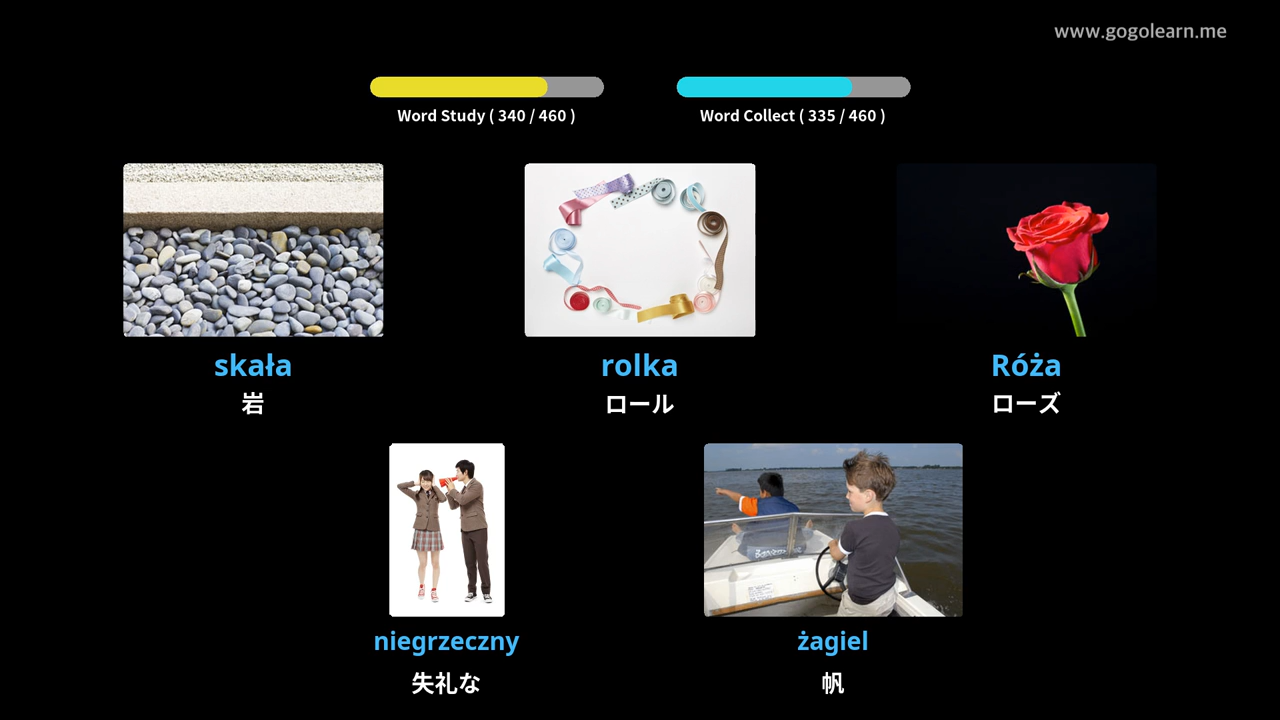 www.gogolearn.me
Word Study ( 340 / 460 )
Word Collect ( 335 / 460 )
skała
岩
rolka
ロール
Róża
ローズ
niegrzeczny
失礼な
żagiel
帆